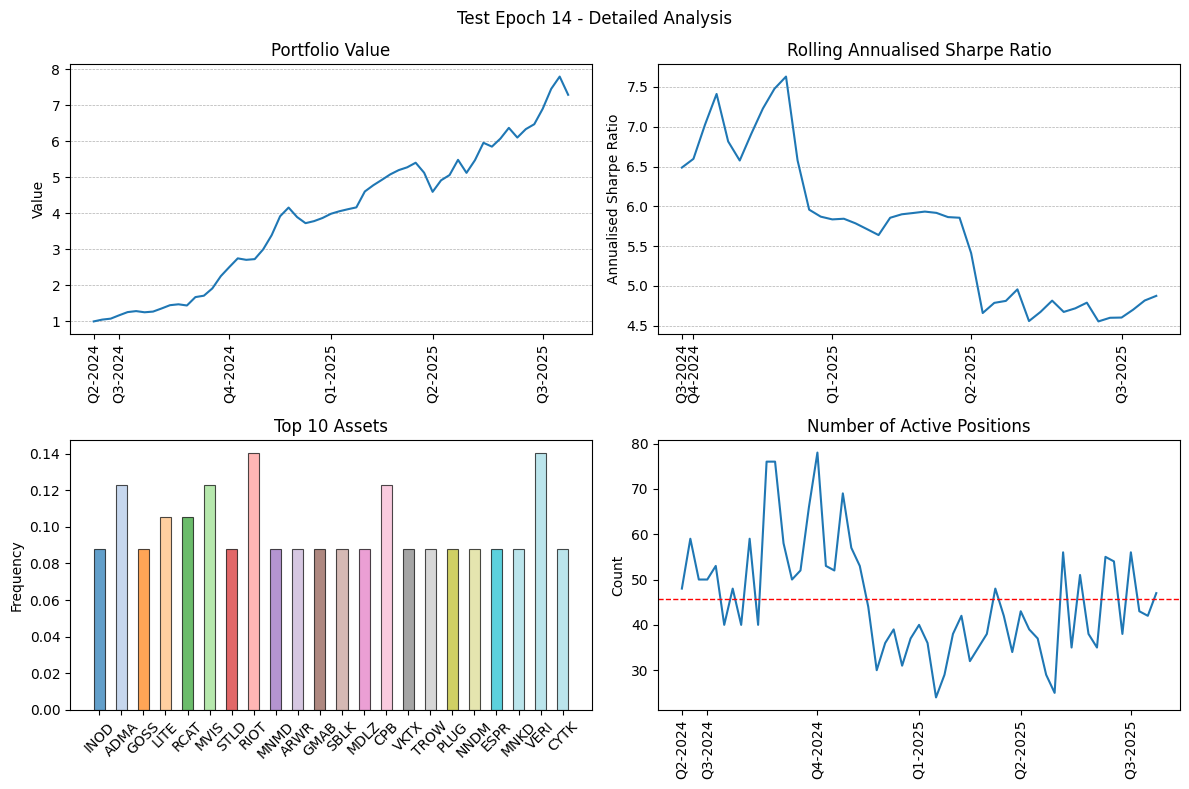 Test Epoch 14 - Detailed Analysis
Portfolio Value
Value
8
7
6
5
4
3
2
1
Q2-2024
Q3-2024
Q4-2024
Q1-2025
Q2-2025
Q3-2025
Rolling Annualised Sharpe Ratio
Annualised Sharpe Ratio
7.5
7.0
6.5
6.0
5.5
5.0
4.5
Q3-2024
Q4-2024
Q1-2025
Q2-2025
Q3-2025
Top 10 Assets
Frequency
0.14
0.12
0.10
0.08
0.06
0.04
0.02
0.00
INOD
ADMA
GOSS
LITE
RCAT
MVIS
STLD
RIOT
MNMD
ARWR
GMAB
SBLK
MDLZ
CPB
VKTX
TROW
PLUG
NNDM
ESPR
MNKD
VERI
CYTK
Number of Active Positions
Count
80
70
60
50
40
30
Q2-2024
Q3-2024
Q4-2024
Q1-2025
Q2-2025
Q3-2025